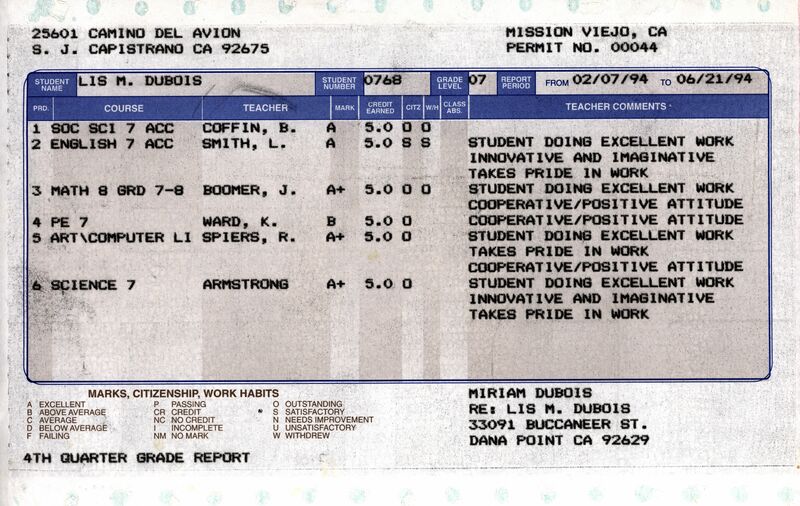 25601 CAMINO DEL AVION MISSION VIEJO, CA
S. J. CAPISTRANO CA 92675 PERMIT NO. 00044
STUDENT NAME LIS M. DUBOIS STUDENT NUMBER 0768 GRADE LEVEL 07 REPORT PERIOD FROM 02/07/94 TO 06/21/94
PRD. COURSE TEACHER MARK CREDIT EARNED CITZ W/H CLASS ABS. TEACHER COMMENTS
1 SOC SCI 7 ACC COFFIN, B. A 5.0 O O
2 ENGLISH 7 ACC SMITH, L. A 5.0 S S STUDENT DOING EXCELLENT WORK
INNOVATIVE AND IMAGINATIVE
TAKES PRIDE IN WORK
3 MATH 8 GRD 7-8 BOOMER, J. A+ 5.0 O O STUDENT DOING EXCELLENT WORK
COOPERATIVE/POSITIVE ATTITUDE
4 PE 7 WARD, K. B 5.0 O COOPERATIVE/POSITIVE ATTITUDE
5 ART\COMPUTER LI SPIERS, R. A+ 5.0 O STUDENT DOING EXCELLENT WORK
TAKES PRIDE IN WORK
COOPERATIVE/POSITIVE ATTITUDE
6 SCIENCE 7 ARMSTRONG A+ 5.0 O STUDENT DOING EXCELLENT WORK
INNOVATIVE AND IMAGINATIVE
TAKES PRIDE IN WORK
MARKS, CITIZENSHIP, WORK HABITS
A EXCELLENT P PASSING O OUTSTANDING
B ABOVE AVERAGE CR CREDIT * S SATISFACTORY
C AVERAGE NC NO CREDIT N NEEDS IMPROVEMENT
D BELOW AVERAGE I INCOMPLETE U UNSATISFACTORY
F FAILING NM NO MARK W WITHDREW
MIRIAM DUBOIS
RE: LIS M. DUBOIS
33091 BUCCANEER ST.
DANA POINT CA 92629
4TH QUARTER GRADE REPORT